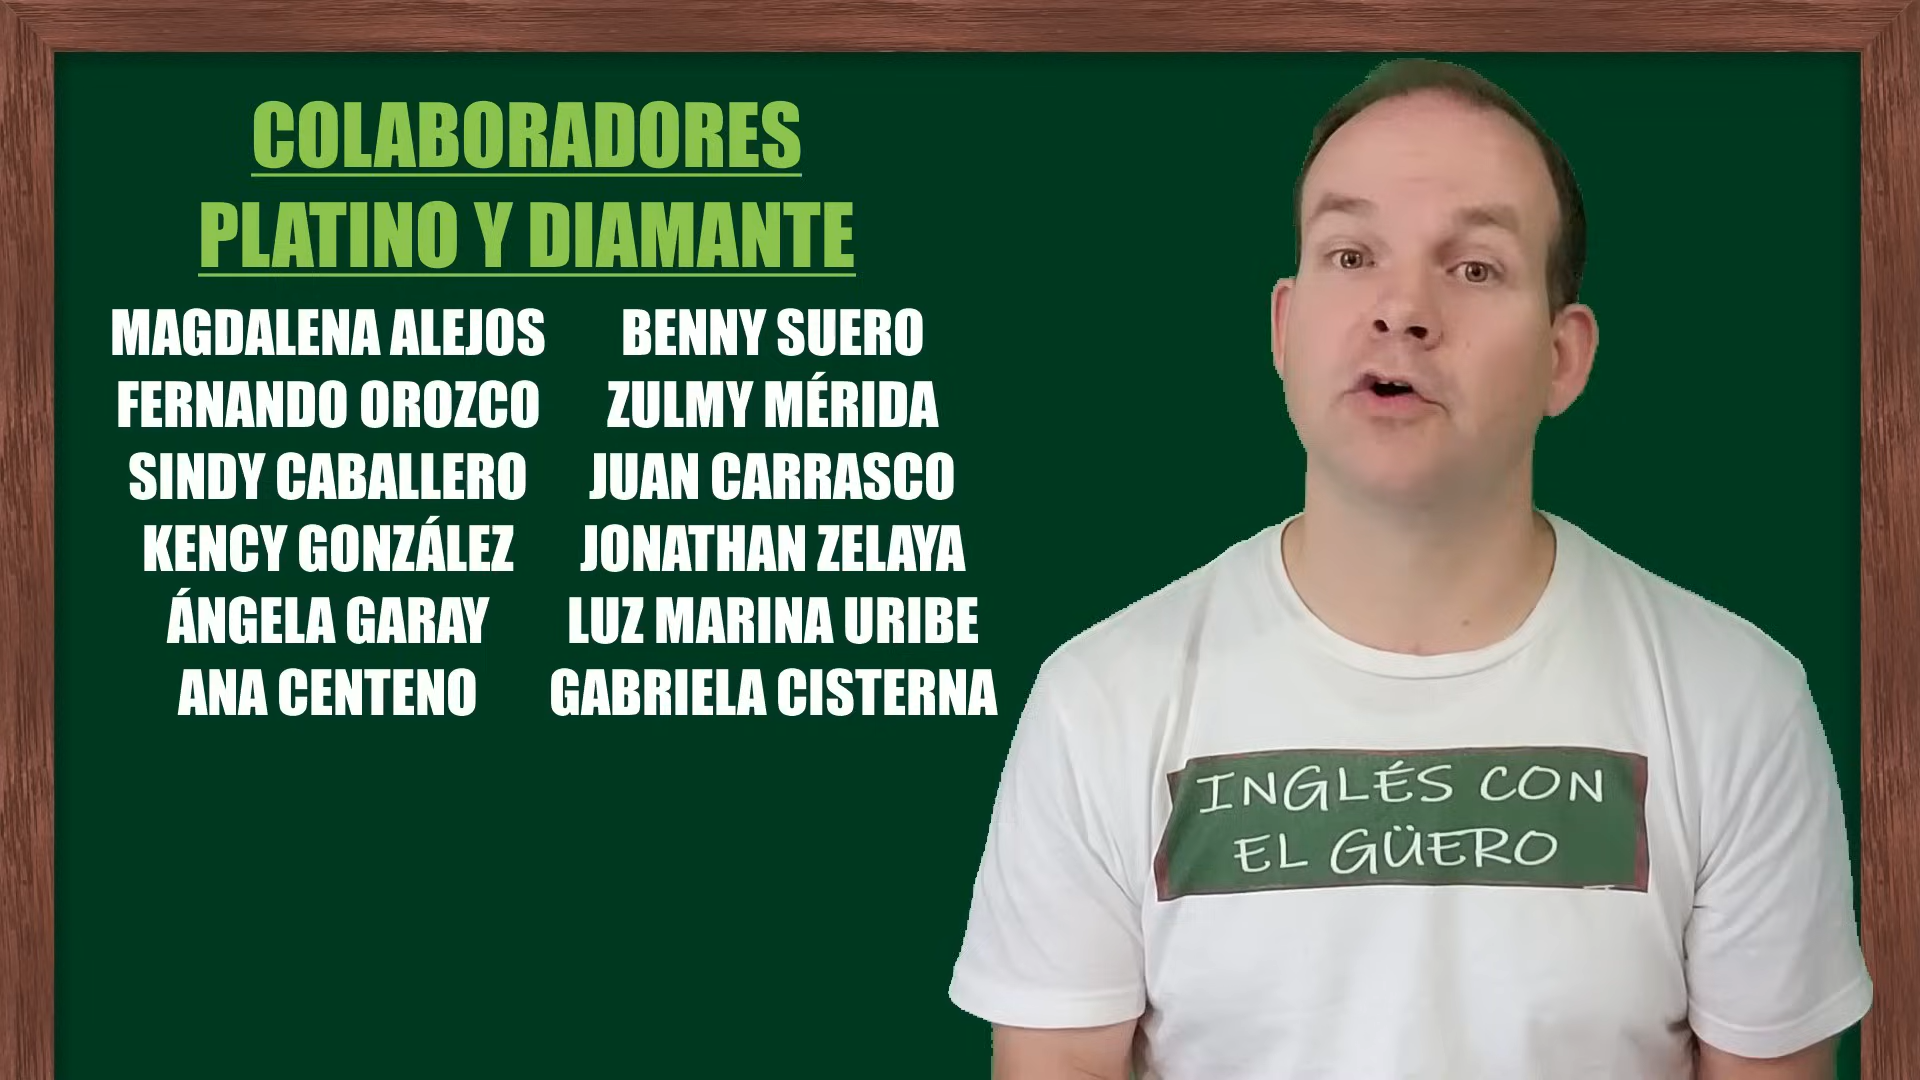 COLABORADORES
PLATINO Y DIAMANTE
MAGDALENA ALEJOS
FERNANDO OROZCO
SINDY CABALLERO
KENCY GONZÁLEZ
ÁNGELA GARAY
ANA CENTENO
BENNY SUERO
ZULMY MÉRIDA
JUAN CARRASCO
JONATHAN ZELAYA
LUZ MARINA URIBE
GABRIELA CISTERNA
INGLÉS CON
EL GÜERO